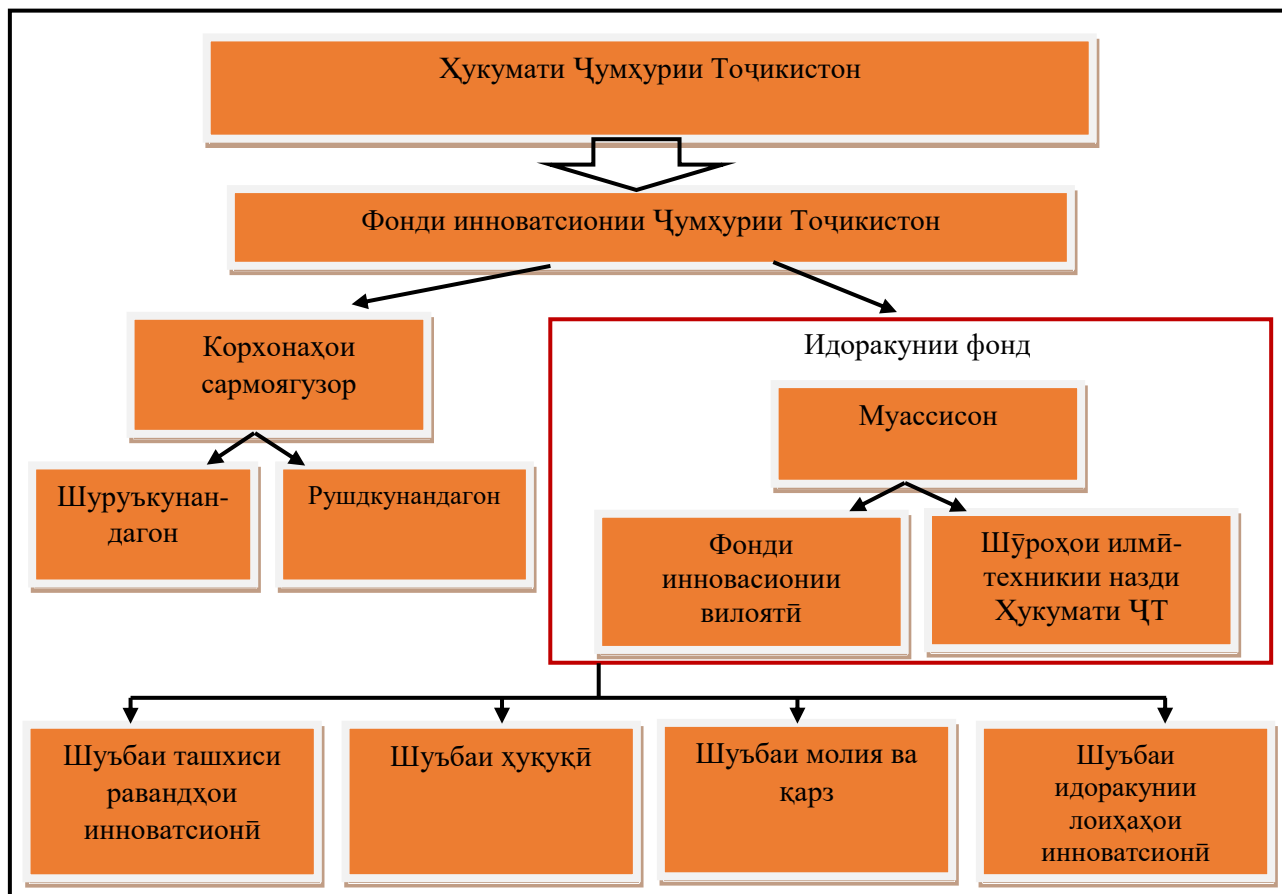 Ҳукумати Ҷумҳурии Тоҷикистон
Фонди инноватсионии Ҷумҳурии Тоҷикистон
Корхонаҳои
сармоягузор
Идоракунии фонд
Муассисон
Шуруъкунан-
дагон
Рушдкунандагон
Фонди
инновасионии
вилоятӣ
Шӯроҳои илмӣ-
техникии назди
Ҳукумати ҶТ
Шуъбаи ташхиси
равандҳои
инноватсионӣ
Шуъбаи ҳуқуқӣ
Шуъбаи молия ва
қарз
Шуъбаи
идоракунии
лоиҳаҳои
инноватсионӣ